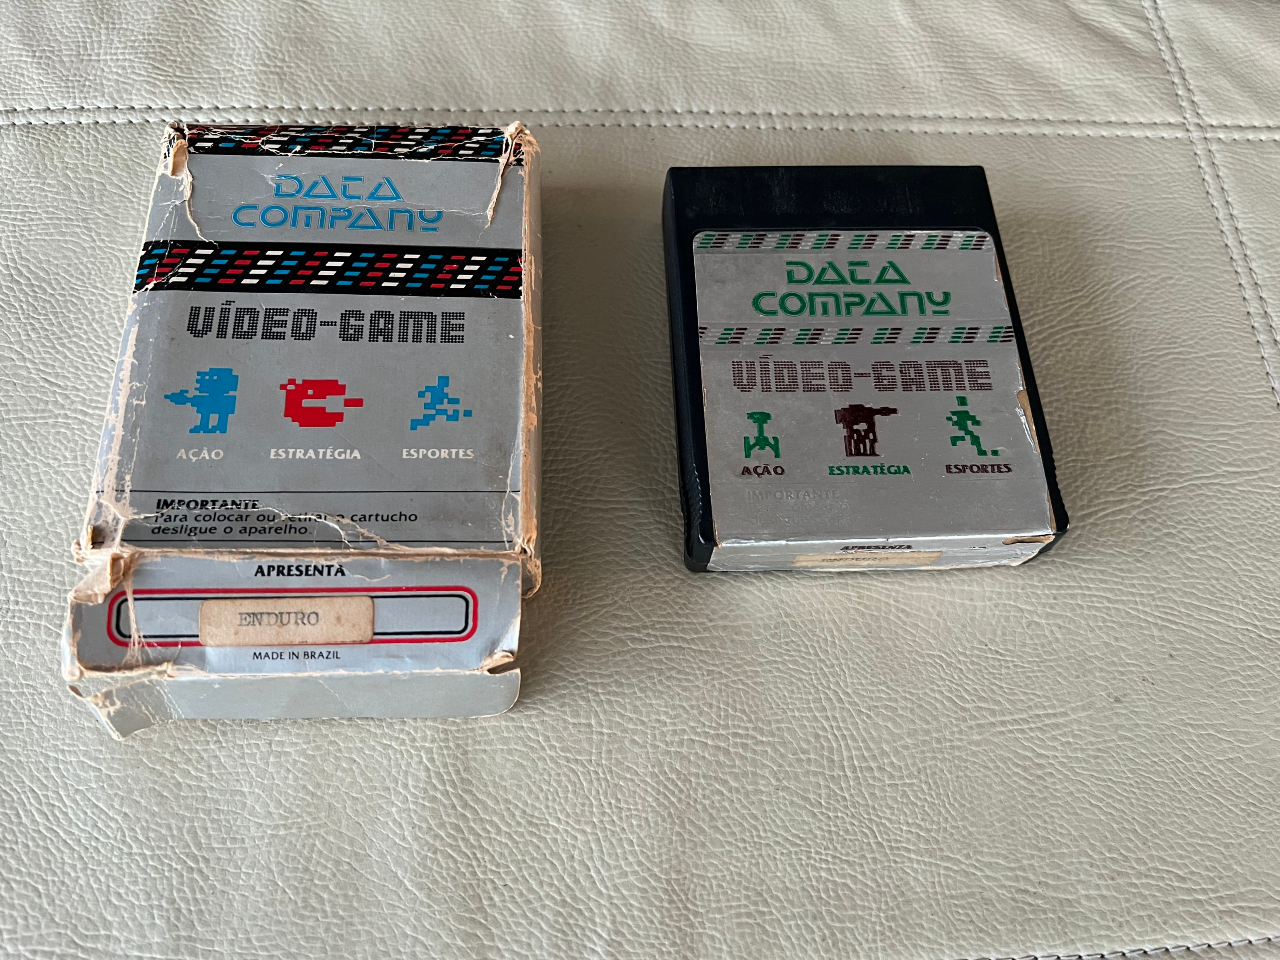 DATA
COMPANY
VÍDEO-GAME
AÇÃO ESTRATÉGIA ESPORTES
IMPORTANTE
Para colocar ou retirar o cartucho
desligue o aparelho.
APRESENTA
ENDURO
MADE IN BRAZIL
DATA
COMPANY
VÍDEO-GAME
AÇÃO ESTRATÉGIA ESPORTES
IMPORTANTE
APRESENTA